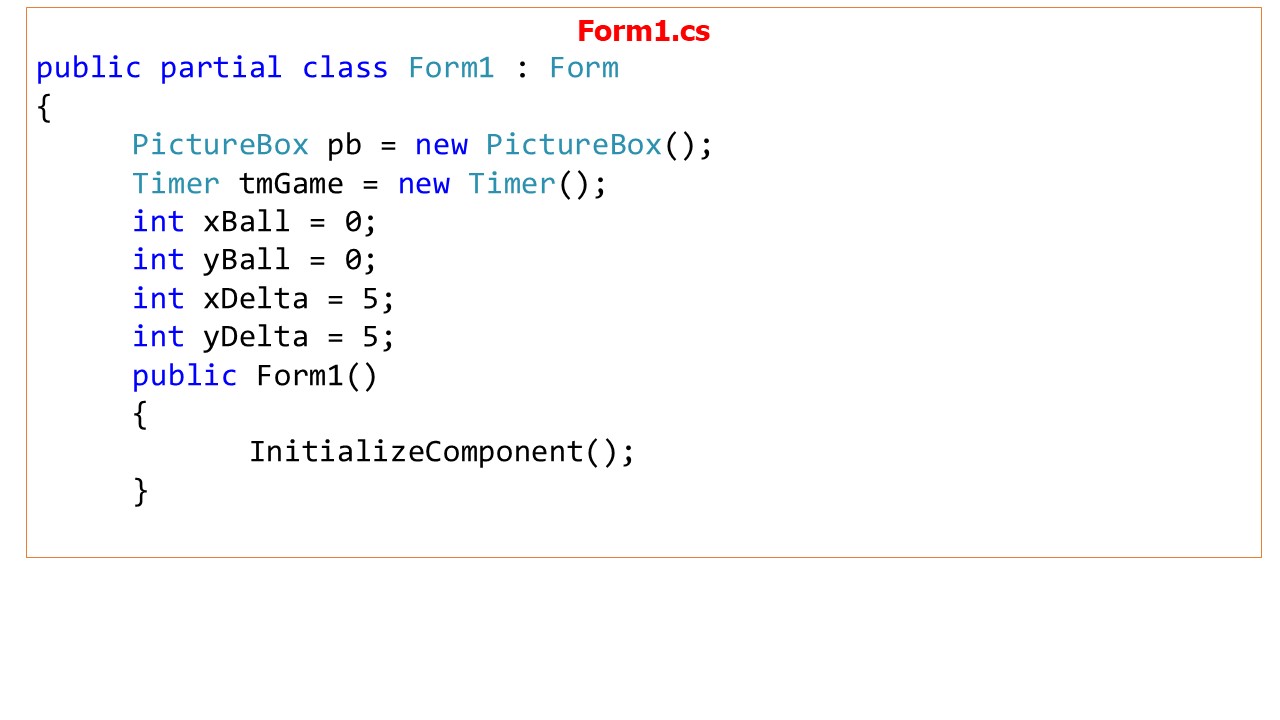 Form1.cs
public partial class Form1 : Form
{
PictureBox pb = new PictureBox();
Timer tmGame = new Timer();
int xBall = 0;
int yBall = 0;
int xDelta = 5;
int yDelta = 5;
public Form1()
{
InitializeComponent();
}